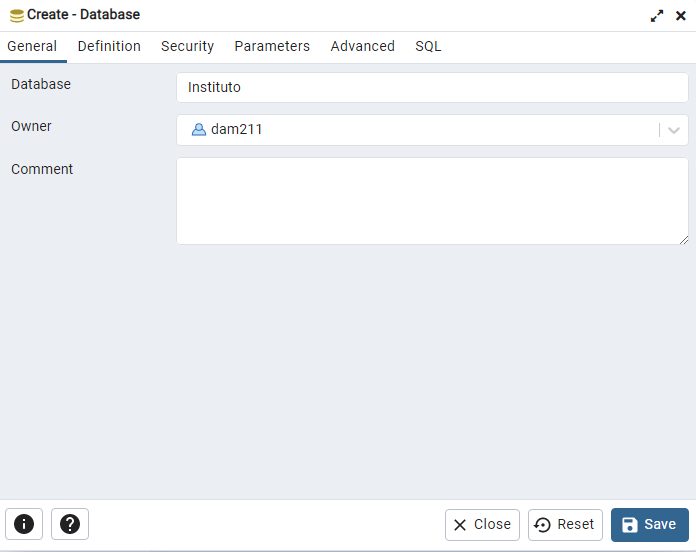 Create - Database
General Definition Security Parameters Advanced SQL
Database Instituto
Owner dam211
Comment
Close Reset Save